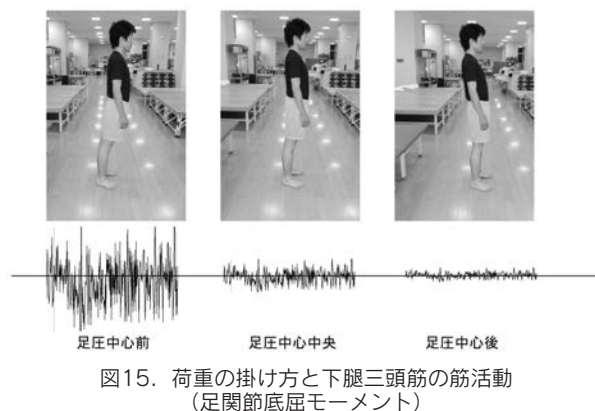 足圧中心前
足圧中心中央
足圧中心後
図15．荷重の掛け方と下腿三頭筋の筋活動
（足関節底屈モーメント）